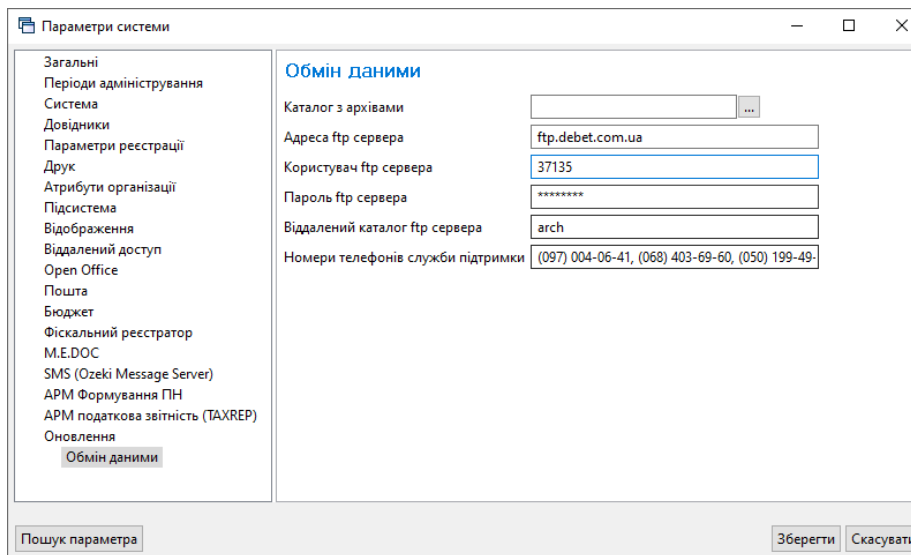 Параметри системи
Загальні
Періоди адміністрування
Система
Довідники
Параметри реєстрації
Друк
Атрибути організації
Підсистема
Відображення
Віддалений доступ
Open Office
Пошта
Бюджет
Фіскальний реєстратор
M.E.DOC
SMS (Ozeki Message Server)
АРМ Формування ПН
АРМ податкова звітність (TAXREP)
Оновлення
Обмін даними
Обмін даними
Каталог з архівами ...
Адреса ftp сервера ftp.debet.com.ua
Користувач ftp сервера 37135
Пароль ftp сервера ********
Віддалений каталог ftp сервера arch
Номери телефонів служби підтримки (097) 004-06-41, (068) 403-69-60, (050) 199-49-
Пошук параметра Зберегти Скасувати